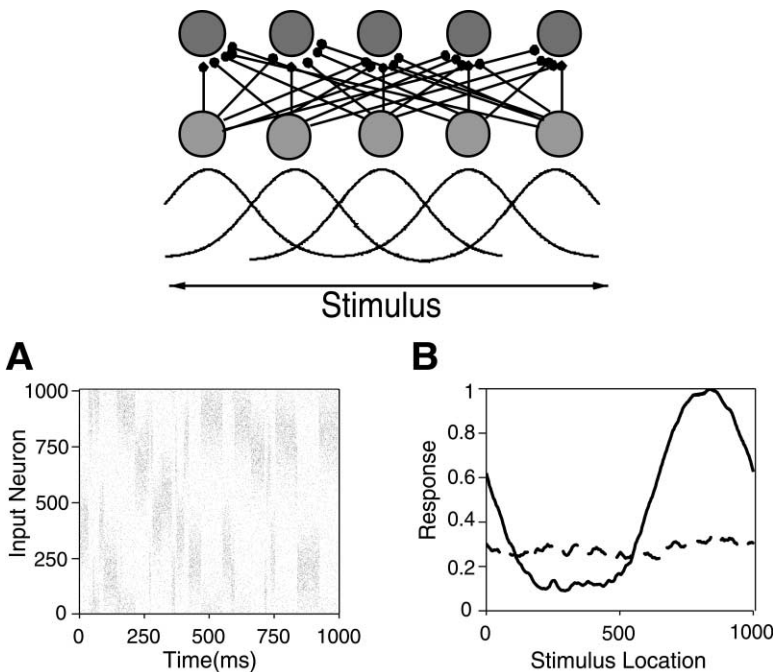 Stimulus
A
Input Neuron
1000
750
500
250
0
0 250 500 750 1000
Time(ms)
B
Response
1
0.8
0.6
0.4
0.2
0
0 500 1000
Stimulus Location